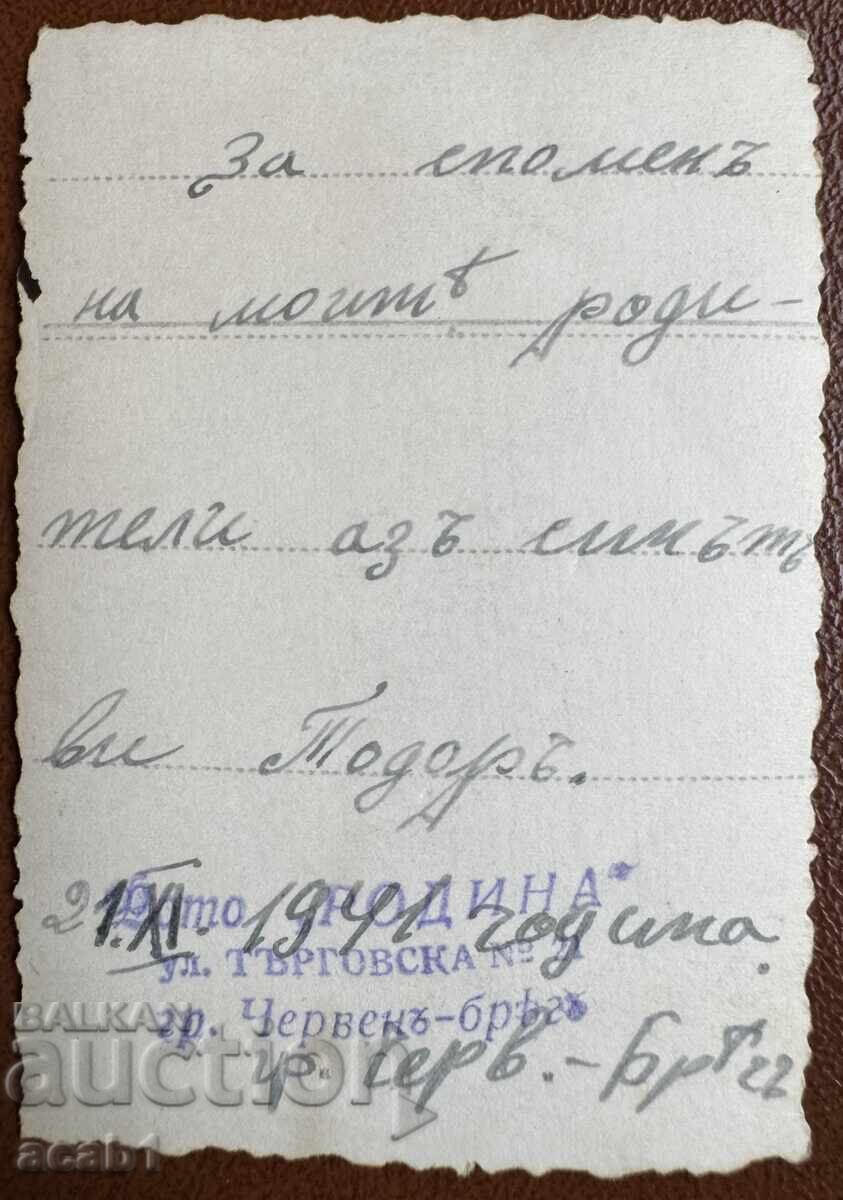 За споменъ
на моитѣ роди-
тели азъ синътъ
ви Тодоръ.
Фото "РОДИНА"
21.XI.1941 година.
ул. ТЪРГОВСКА №
гр. Червенъ-брѣгъ
гр. Черв.-Брѣгъ
BALKAN
auction
acab1